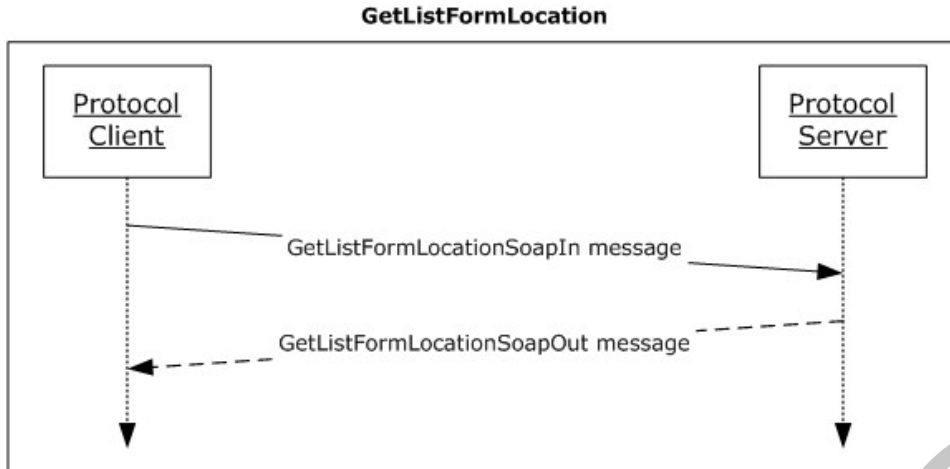 GetListFormLocation
Protocol
Client
Protocol
Server
GetListFormLocationSoapIn message
GetListFormLocationSoapOut message